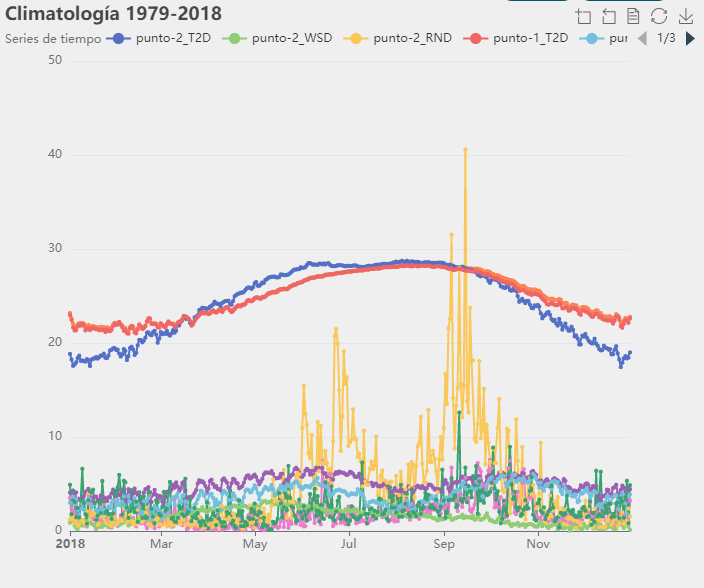 Climatología 1979-2018
Series de tiempo punto-2_T2D punto-2_WSD punto-2_RND punto-1_T2D pur 1/3
50
40
30
20
10
0
2018 Mar May Jul Sep Nov